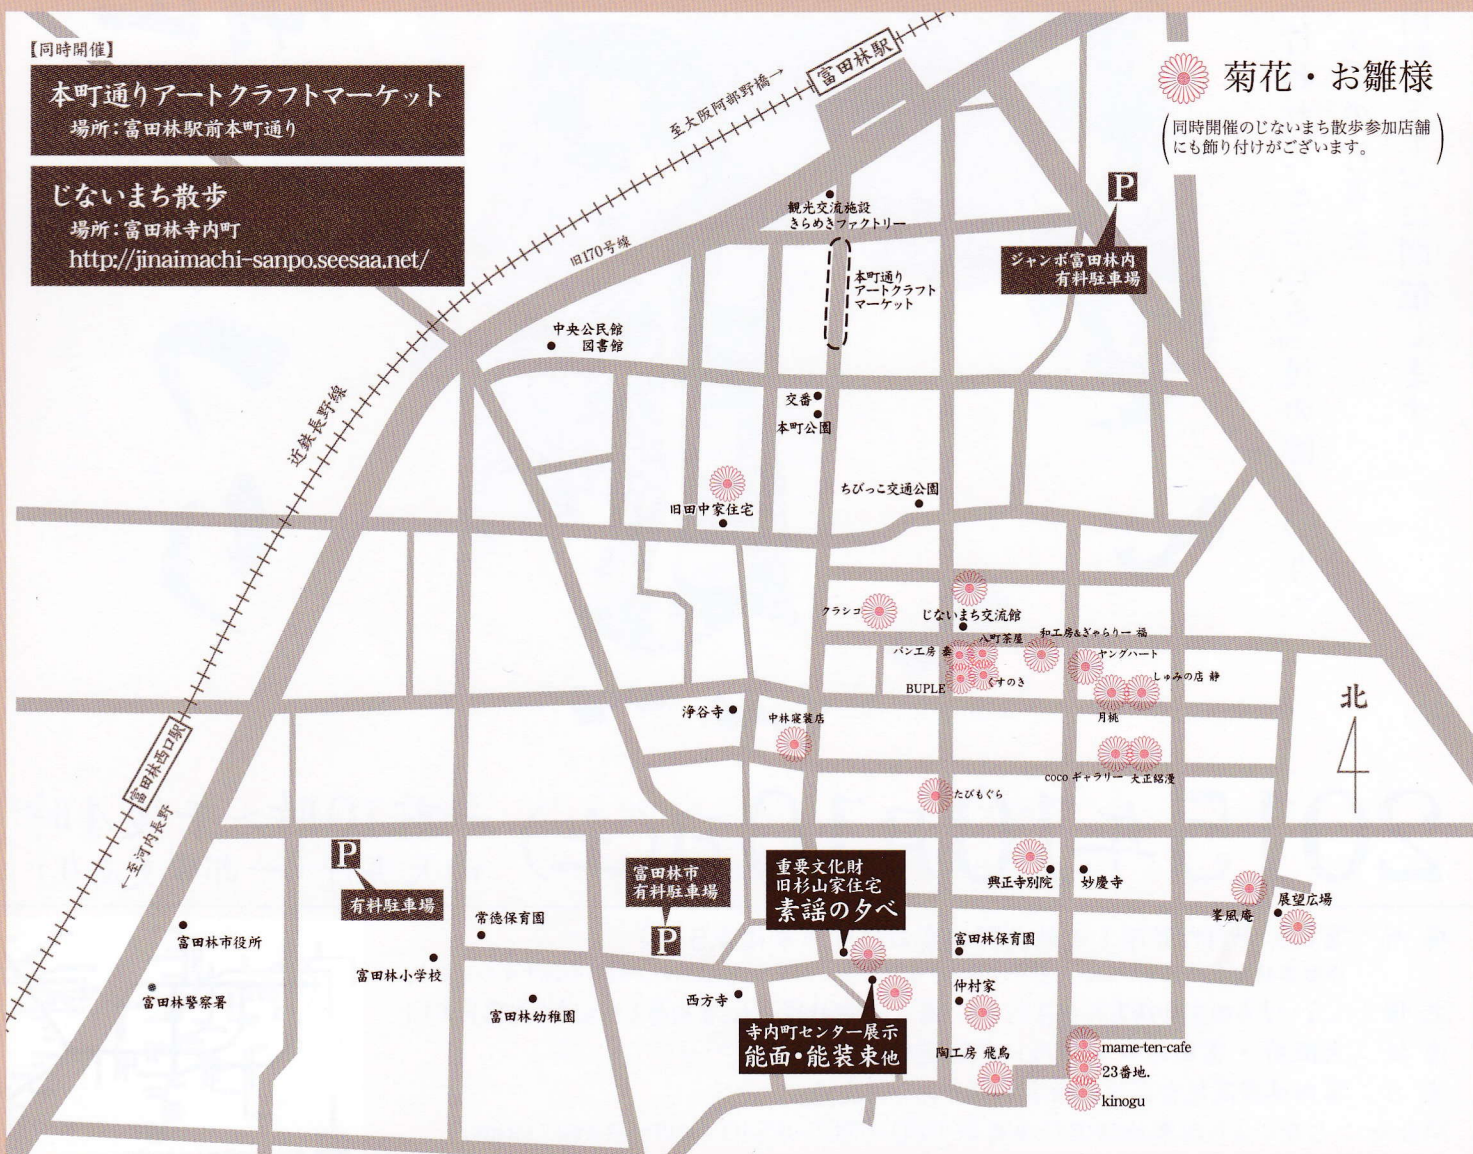 【同時開催】
本町通りアートクラフトマーケット
場所:富田林駅前本町通り
じないまち散歩
場所:富田林寺内町
http://jinaimachi-sanpo.seesaa.net/
菊花・お雛様
(同時開催のじないまち散歩参加店舗
にも飾り付けがございます。)
富田林駅
至大阪阿部野橋→
旧170号線
近鉄長野線
富田林西口駅
←至河内長野
観光交流施設
きらめきファクトリー
本町通り
アートクラフト
マーケット
P
ジャンボ富田林内
有料駐車場
中央公民館
図書館
交番
本町公園
旧田中家住宅
ちびっこ交通公園
クラシコ
じないまち交流館
八町茶屋
和工房&ぎゃらりー 福
パン工房 泰
ヤングハート
BUPLE
くすのき
しゅみの店 静
月桃
浄谷寺
中林寝装店
coco ギャラリー
大正浪漫
たびもぐら
北
P
有料駐車場
富田林市
有料駐車場
P
重要文化財
旧杉山家住宅
素謡の夕べ
興正寺別院
妙慶寺
峯風庵
展望広場
常徳保育園
富田林市役所
富田林小学校
富田林保育園
富田林警察署
富田林幼稚園
西方寺
仲村家
寺内町センター展示
能面・能装束他
陶工房 飛鳥
mame-ten-cafe
23番地.
kinogu